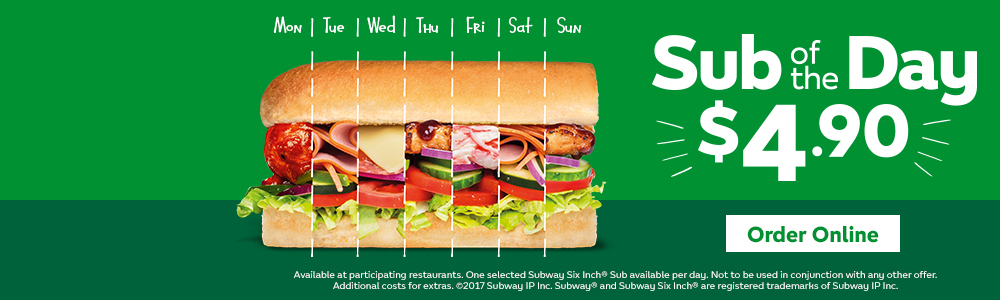 Mon | Tue | Wed | Thu | Fri | Sat | Sun
Sub of the Day
$4.90
Order Online
Available at participating restaurants. One selected Subway Six Inch® Sub available per day. Not to be used in conjunction with any other offer.
Additional costs for extras. ©2017 Subway IP Inc. Subway® and Subway Six Inch® are registered trademarks of Subway IP Inc.